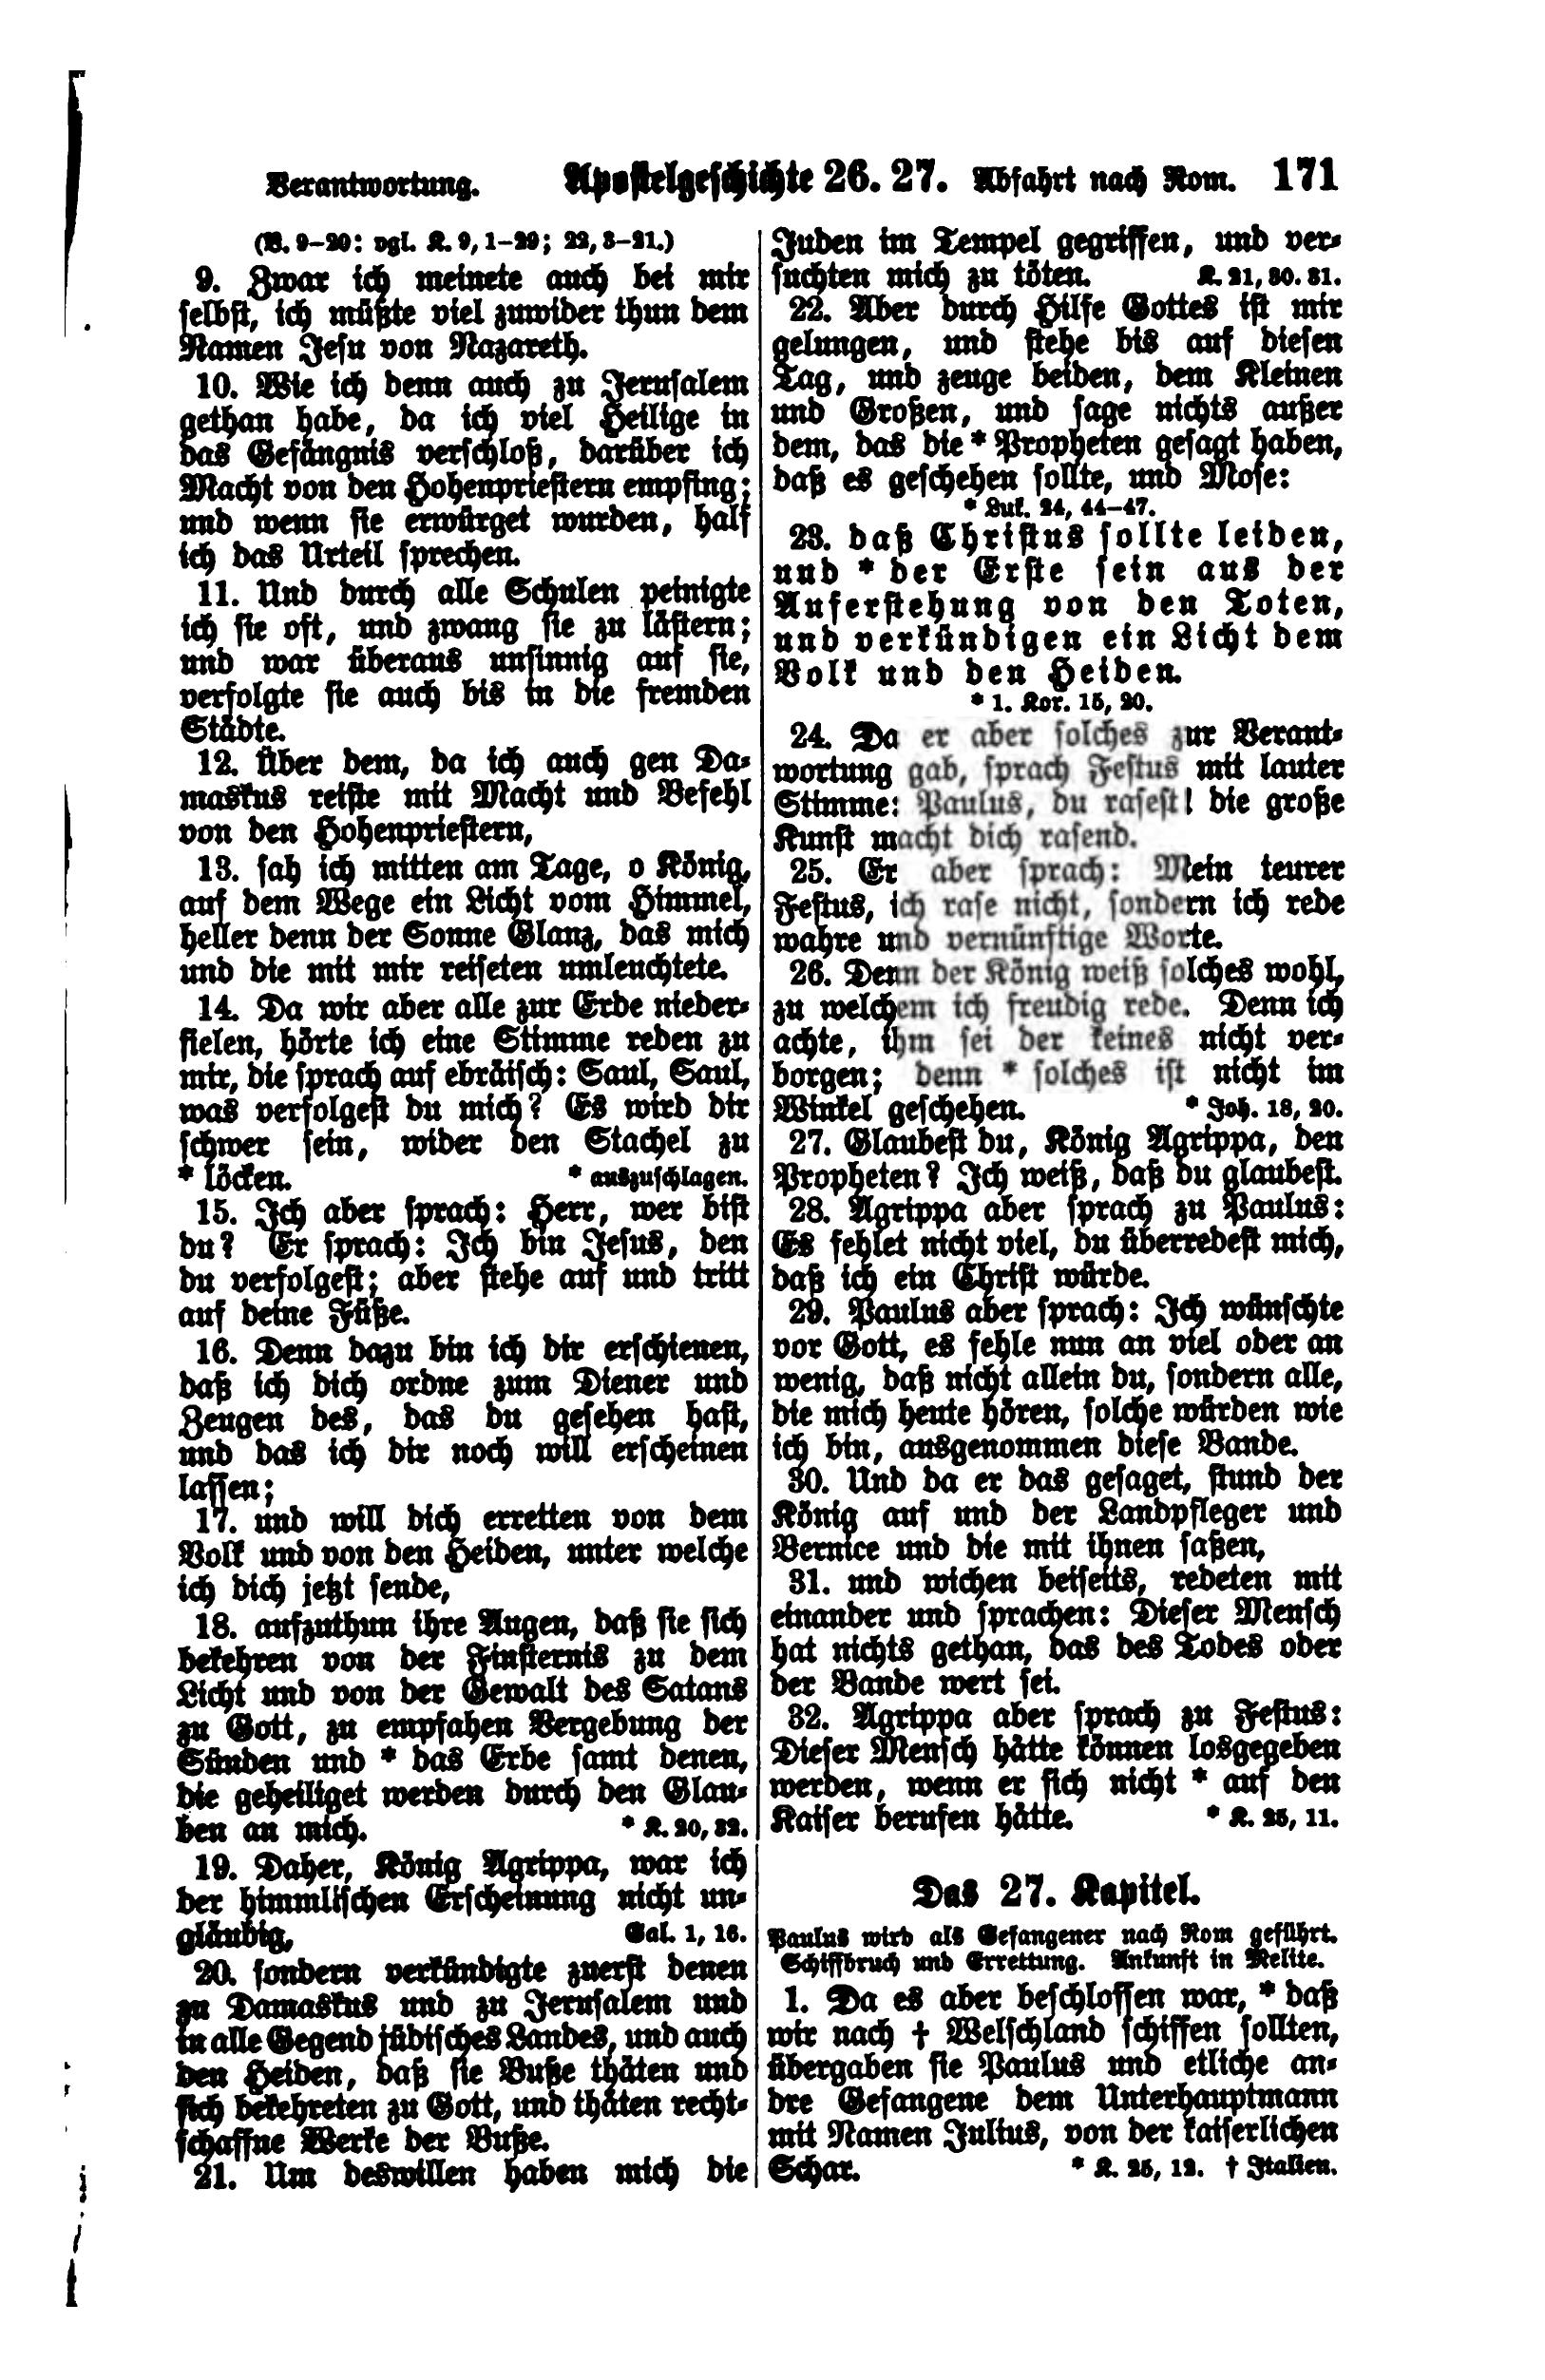 Verantwortung. Apostelgeschichte 26. 27. Abfahrt nach Rom. 171
(V. 9–20: vgl. K. 9, 1–29; 22, 3–21.)
9. Zwar ich meinete auch bei mir
selbst, ich müßte viel zuwider thun dem
Namen Jesu von Nazareth.
10. Wie ich denn auch zu Jerusalem
gethan habe, da ich viel Heilige in
das Gefängnis verschloß, darüber ich
Macht von den Hohenpriestern empfing;
und wenn sie erwürget wurden, half
ich das Urteil sprechen.
11. Und durch alle Schulen peinigte
ich sie oft, und zwang sie zu lästern;
und war überaus unsinnig auf sie,
verfolgte sie auch bis in die fremden
Städte.
12. Über dem, da ich auch gen Da-
maskus reiste mit Macht und Befehl
von den Hohenpriestern,
13. sah ich mitten am Tage, o König,
auf dem Wege ein Licht vom Himmel,
heller denn der Sonne Glanz, das mich
und die mit mir reiseten umleuchtete.
14. Da wir aber alle zur Erde nieder-
fielen, hörte ich eine Stimme reden zu
mir, die sprach auf ebräisch: Saul, Saul,
was verfolgest du mich? Es wird dir
schwer sein, wider den Stachel zu
* löcken. * auszuschlagen.
15. Ich aber sprach: Herr, wer bist
du? Er sprach: Ich bin Jesus, den
du verfolgest; aber stehe auf und tritt
auf deine Füße.
16. Denn dazu bin ich dir erschienen,
daß ich dich ordne zum Diener und
Zeugen des, das du gesehen hast,
und das ich dir noch will erscheinen
lassen;
17. und will dich erretten von dem
Volk und von den Heiden, unter welche
ich dich jetzt sende,
18. aufzuthun ihre Augen, daß sie sich
bekehren von der Finsternis zu dem
Licht und von der Gewalt des Satans
zu Gott, zu empfahen Vergebung der
Sünden und * das Erbe samt denen,
die geheiliget werden durch den Glau-
ben an mich. * K. 20, 32.
19. Daher, König Agrippa, war ich
der himmlischen Erscheinung nicht un-
gläubig, Gal. 1, 16.
20. sondern verkündigte zuerst denen
zu Damaskus und zu Jerusalem und
in alle Gegend jüdisches Landes, und auch
den Heiden, daß sie Buße thäten und
sich bekehreten zu Gott, und thäten recht-
schaffne Werke der Buße.
21. Um deswillen haben mich die
Juden im Tempel gegriffen, und ver-
suchten mich zu töten. K. 21, 30. 31.
22. Aber durch Hilfe Gottes ist mir
gelungen, und stehe bis auf diesen
Tag, und zeuge beiden, dem Kleinen
und Großen, und sage nichts außer
dem, das die * Propheten gesagt haben,
daß es geschehen sollte, und Mose:
* Luk. 24, 44–47.
23. daß Christus sollte leiden,
und * der Erste sein aus der
Auferstehung von den Toten,
und verkündigen ein Licht dem
Volk und den Heiden.
* 1. Kor. 15, 20.
24. Da er aber solches zur Verant-
wortung gab, sprach Festus mit lauter
Stimme: Paulus, du rasest! die große
Kunst macht dich rasend.
25. Er aber sprach: Mein teurer
Festus, ich rase nicht, sondern ich rede
wahre und vernünftige Worte.
26. Denn der König weiß solches wohl,
zu welchem ich freudig rede. Denn ich
achte, ihm sei der keines nicht ver-
borgen; denn * solches ist nicht im
Winkel geschehen. * Joh. 18, 20.
27. Glaubest du, König Agrippa, den
Propheten? Ich weiß, daß du glaubest.
28. Agrippa aber sprach zu Paulus:
Es fehlet nicht viel, du überredest mich,
daß ich ein Christ würde.
29. Paulus aber sprach: Ich wünschte
vor Gott, es fehle nun an viel oder an
wenig, daß nicht allein du, sondern alle,
die mich heute hören, solche würden wie
ich bin, ausgenommen diese Bande.
30. Und da er das gesaget, stund der
König auf und der Landpfleger und
Bernice und die mit ihnen saßen,
31. und wichen beiseits, redeten mit
einander und sprachen: Dieser Mensch
hat nichts gethan, das des Todes oder
der Bande wert sei.
32. Agrippa aber sprach zu Festus:
Dieser Mensch hätte können losgegeben
werden, wenn er sich nicht * auf den
Kaiser berufen hätte. * K. 25, 11.
Das 27. Kapitel.
Paulus wird als Gefangener nach Rom geführt.
Schiffbruch und Errettung. Ankunft in Melite.
1. Da es aber beschlossen war, * daß
wir nach † Welschland schiffen sollten,
übergaben sie Paulus und etliche an-
dre Gefangene dem Unterhauptmann
mit Namen Julius, von der kaiserlichen
Schar. * K. 25, 12. † Italien.